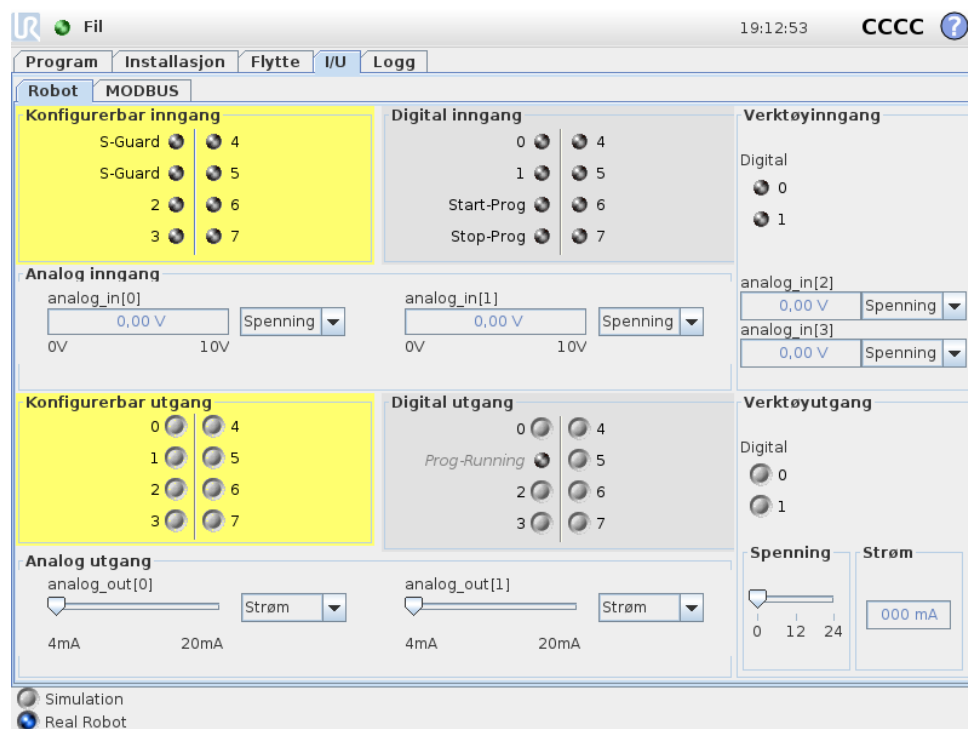 UR Fil 19:12:53 CCCC ?
Program Installasjon Flytte I/U Logg
Robot MODBUS
Konfigurerbar inngang
S-Guard 4
S-Guard 5
2 6
3 7
Digital inngang
0 4
1 5
Start-Prog 6
Stop-Prog 7
Verktøyinngang
Digital
0
1
Analog inngang
analog_in[0]
0,00 V Spenning
0V 10V
analog_in[1]
0,00 V Spenning
0V 10V
analog_in[2]
0,00 V Spenning
analog_in[3]
0,00 V Spenning
Konfigurerbar utgang
0 4
1 5
2 6
3 7
Digital utgang
0 4
Prog-Running 5
2 6
3 7
Verktøyutgang
Digital
0
1
Analog utgang
analog_out[0]
Strøm
4mA 20mA
analog_out[1]
Strøm
4mA 20mA
Spenning
0 12 24
Strøm
000 mA
Simulation
Real Robot